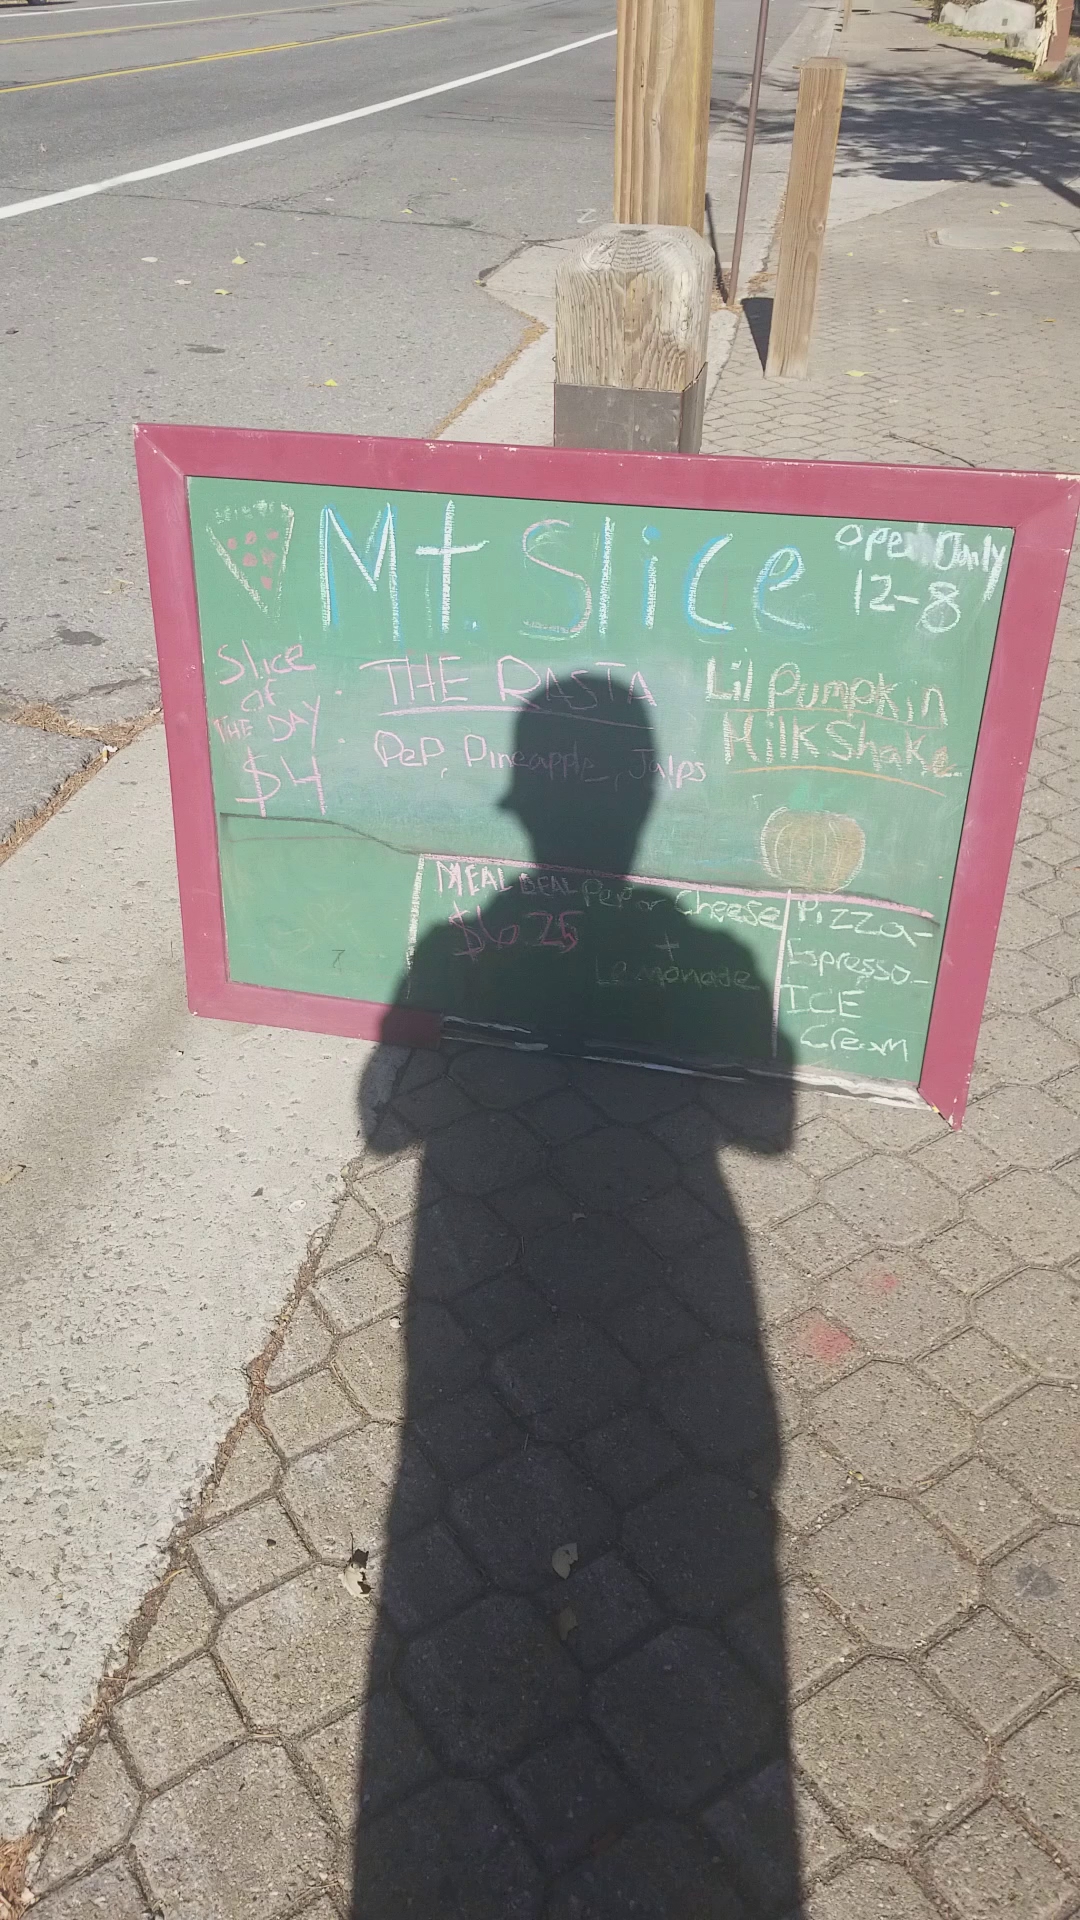 Mt. Slice
Open Daily
12-8
Slice
of
THE DAY
$4
THE RASTA
Pep, Pineapple, Jalps
Lil Pumpkin
Milk Shake
MEAL DEAL
$6.25
Pep or Cheese
+
Lemonade
Pizza-
Espresso-
ICE
Cream